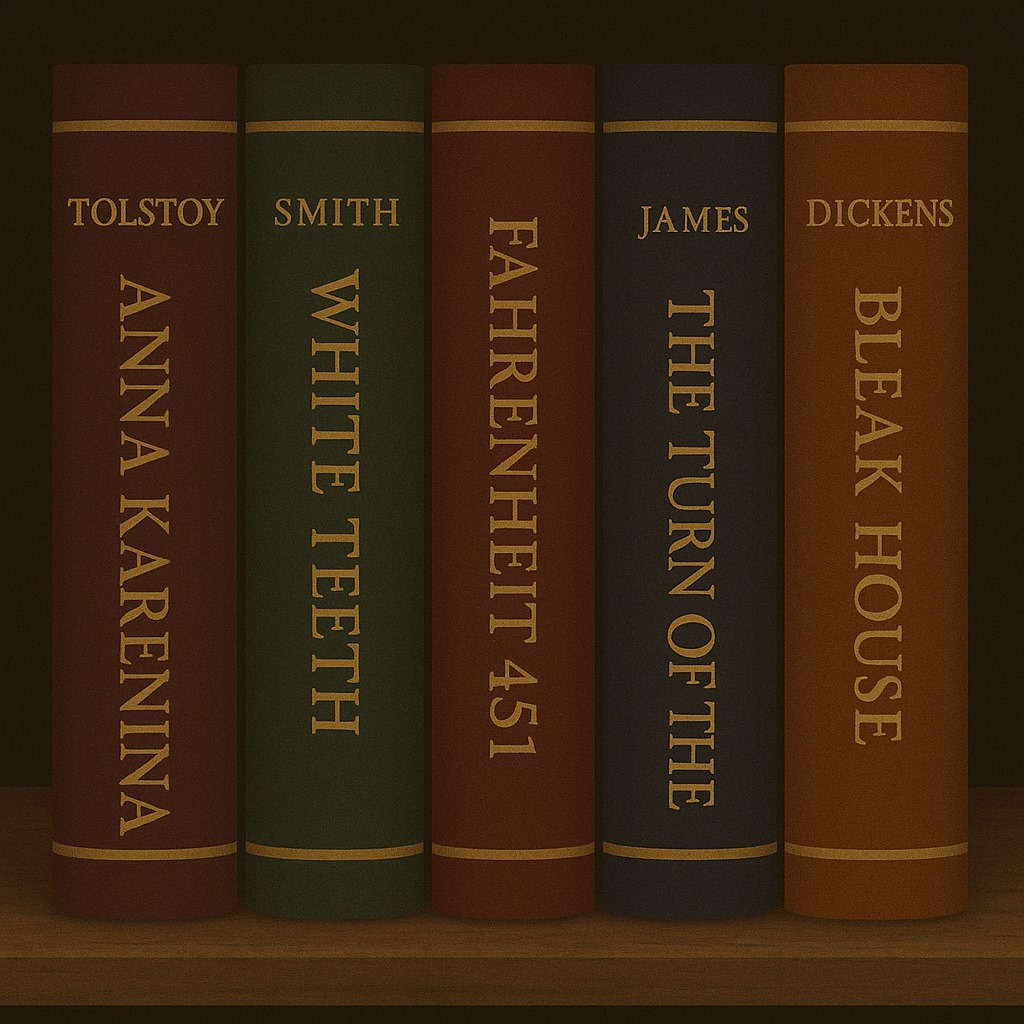 TOLSTOY
ANNA KARENINA
SMITH
WHITE TEETH
FAHRENHEIT 451
JAMES
THE TURN OF THE
DICKENS
BLEAK HOUSE